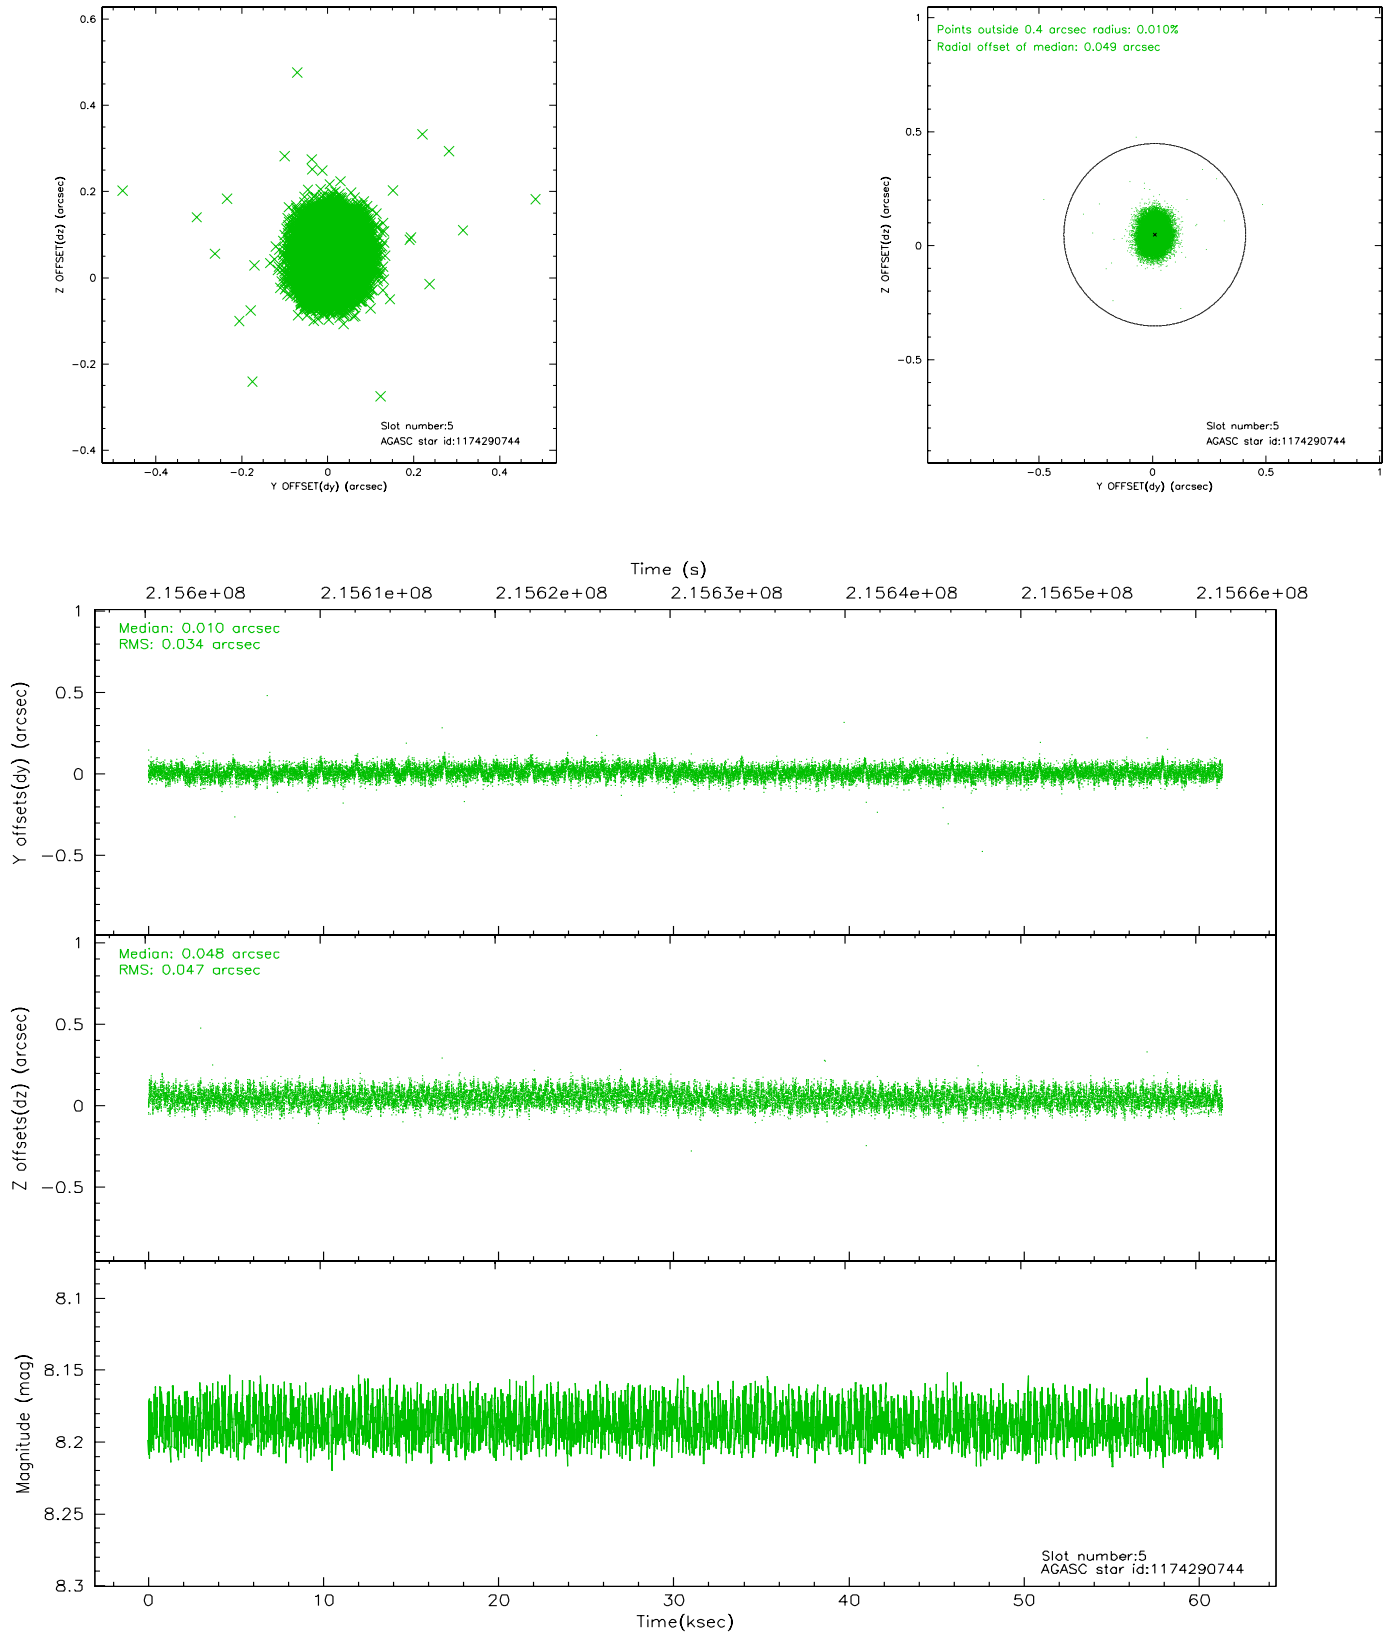 0.6
0.4
0.2
0
−0.2
−0.4
Z OFFSET(dz) (arcsec)
Slot number:5
AGASC star id:1174290744
−0.4 −0.2 0 0.2 0.4
Y OFFSET(dy) (arcsec)
Points outside 0.4 arcsec radius: 0.010%
Radial offset of median: 0.049 arcsec
1
0.5
0
−0.5
Z OFFSET(dz) (arcsec)
Slot number:5
AGASC star id:1174290744
−0.5 0 0.5 1
Y OFFSET(dy) (arcsec)
Time (s)
2.156e+08 2.1561e+08 2.1562e+08 2.1563e+08 2.1564e+08 2.1565e+08 2.1566e+08
Median: 0.010 arcsec
RMS: 0.034 arcsec
1
0.5
0
−0.5
Y offsets(dy) (arcsec)
Median: 0.048 arcsec
RMS: 0.047 arcsec
1
0.5
0
−0.5
Z offsets(dz) (arcsec)
8.1
8.15
8.2
8.25
8.3
Magnitude (mag)
Slot number:5
AGASC star id:1174290744
0 10 20 30 40 50 60
Time(ksec)